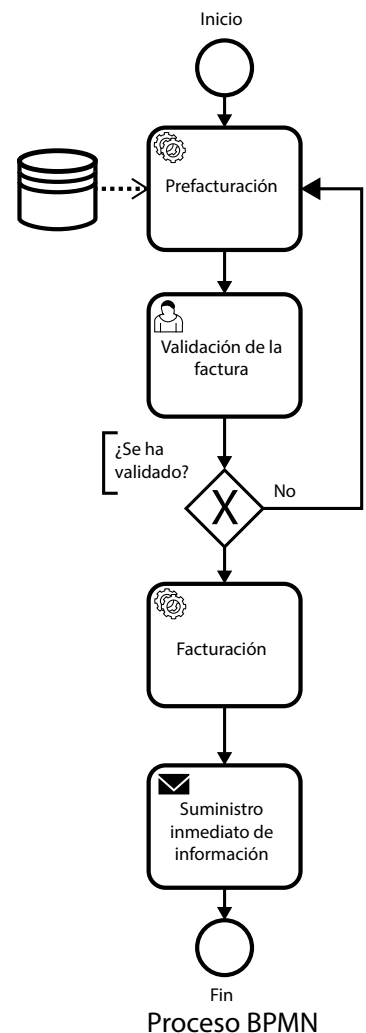 Inicio
Prefacturación
Validación de la
factura
¿Se ha
validado?
No
X
Facturación
Suministro
inmediato de
información
Fin
Proceso BPMN